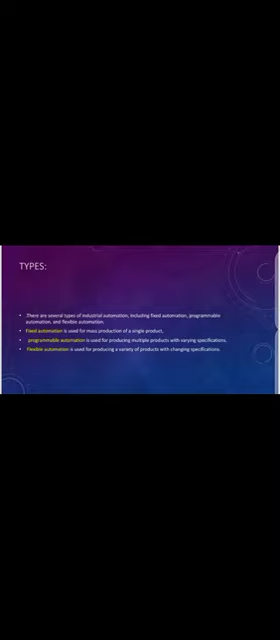 TYPES:
There are several types of industrial automation, including fixed automation, programmable
automation, and flexible automation.
Fixed automation is used for mass production of a single product,
programmable automation is used for producing multiple products with varying specifications,
Flexible automation is used for producing a variety of products with changing specifications.